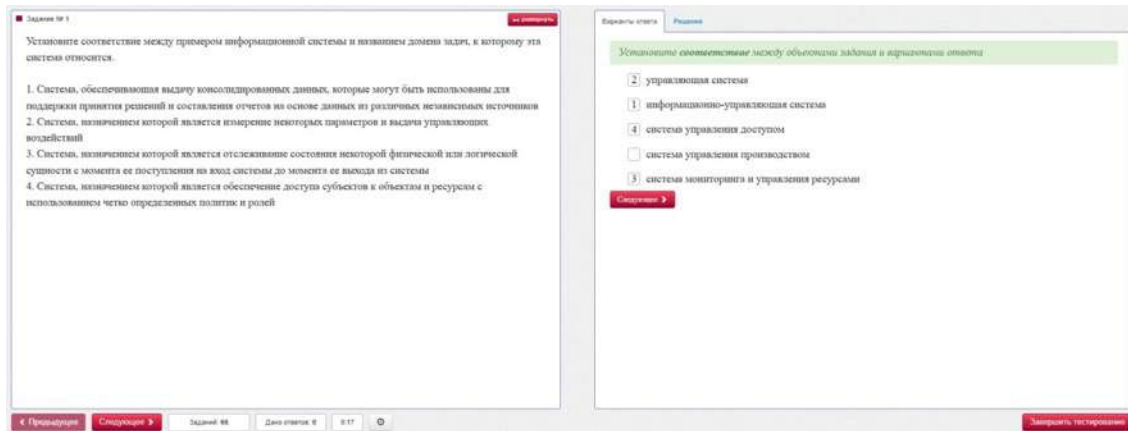 Задание № 1
развернуть
Установите соответствие между примером информационной системы и названием домена задач, к которому эта
система относится.
1. Система, обеспечивающая выдачу консолидированных данных, которые могут быть использованы для
поддержки принятия решений и составления отчетов на основе данных из различных независимых источников
2. Система, назначением которой является измерение некоторых параметров и выдача управляющих
воздействий
3. Система, назначением которой является отслеживание состояния некоторой физической или логической
сущности с момента ее поступления на вход системы до момента ее выхода из системы
4. Система, назначением которой является обеспечение доступа субъектов к объектам и ресурсам с
использованием четко определенных политик и ролей
Варианты ответа Решение
Установите соответствие между объектами задания и вариантами ответа
2 управляющая система
1 информационно-управляющая система
4 система управления доступом
система управления производством
3 система мониторинга и управления ресурсами
Следующее
Предыдущее Следующее Заданий: 66 Дано ответов: 0 0:17
Завершить тестирование